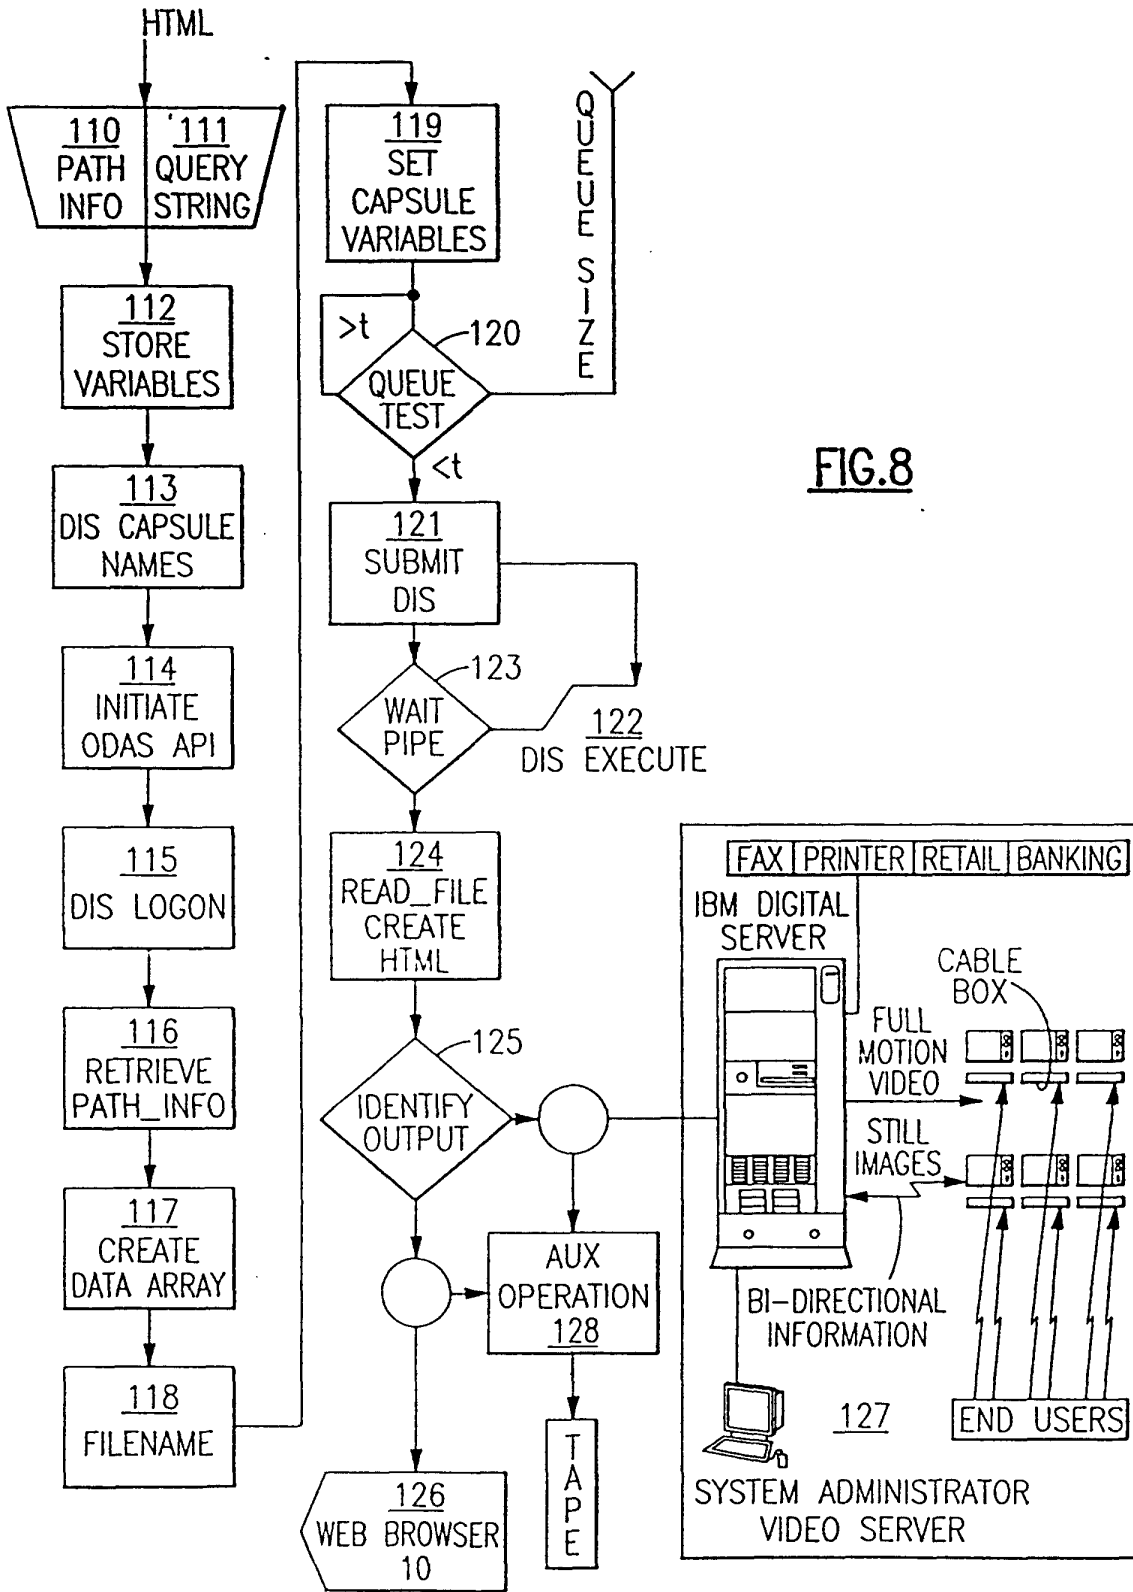 HTML
110
PATH
INFO
111
QUERY
STRING
112
STORE
VARIABLES
113
DIS CAPSULE
NAMES
114
INITIATE
ODAS API
115
DIS LOGON
116
RETRIEVE
PATH_INFO
117
CREATE
DATA ARRAY
118
FILENAME
119
SET
CAPSULE
VARIABLES
QUEUE SIZE
>t
120
QUEUE
TEST
<t
121
SUBMIT
DIS
123
WAIT
PIPE
122
DIS EXECUTE
124
READ_FILE
CREATE
HTML
125
IDENTIFY
OUTPUT
AUX
OPERATION
128
TAPE
126
WEB BROWSER
10
FIG.8
FAX PRINTER RETAIL BANKING
IBM DIGITAL
SERVER
CABLE
BOX
FULL
MOTION
VIDEO
STILL
IMAGES
BI-DIRECTIONAL
INFORMATION
127
END USERS
SYSTEM ADMINISTRATOR
VIDEO SERVER